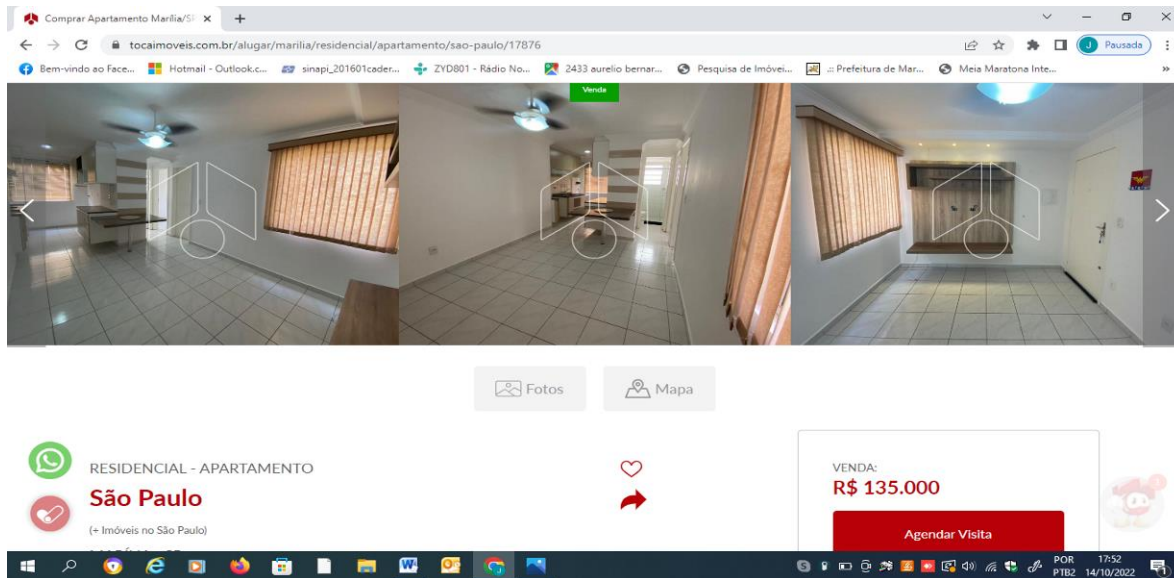 Comprar Apartamento Marília/S
tocaimoveis.com.br/alugar/marilia/residencial/apartamento/sao-paulo/17876
Pausada
Bem-vindo ao Face... Hotmail - Outlook.c... sinapi_201601cader... ZYD801 - Rádio No... 2433 aurelio bernar... Pesquisa de Imóvei... .:: Prefeitura de Mar... Meia Maratona Inte... »
Venda
Fotos
Mapa
RESIDENCIAL - APARTAMENTO
São Paulo
(+ Imóveis no São Paulo)
VENDA:
R$ 135.000
Agendar Visita
POR
PTB2
17:52
14/10/2022